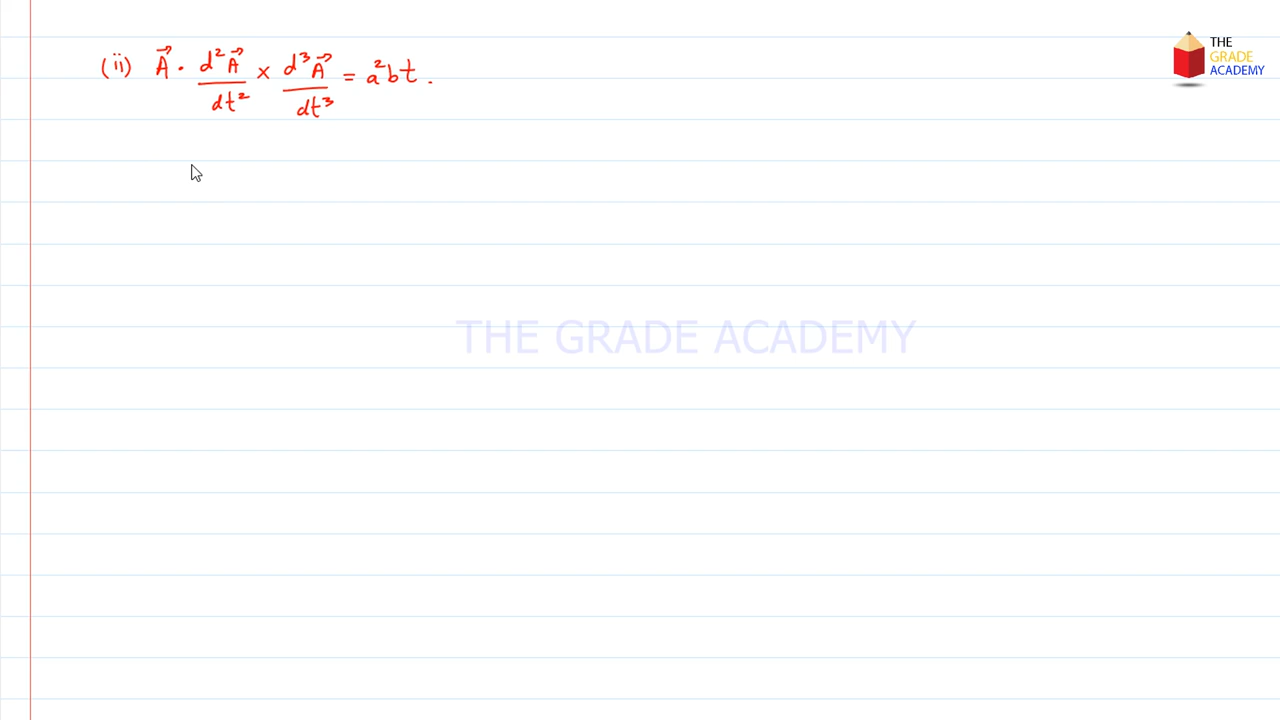 (ii) A⃗ · d²A⃗/dt² × d³A⃗/dt³ = a²bt.
THE
GRADE
ACADEMY
THE GRADE ACADEMY